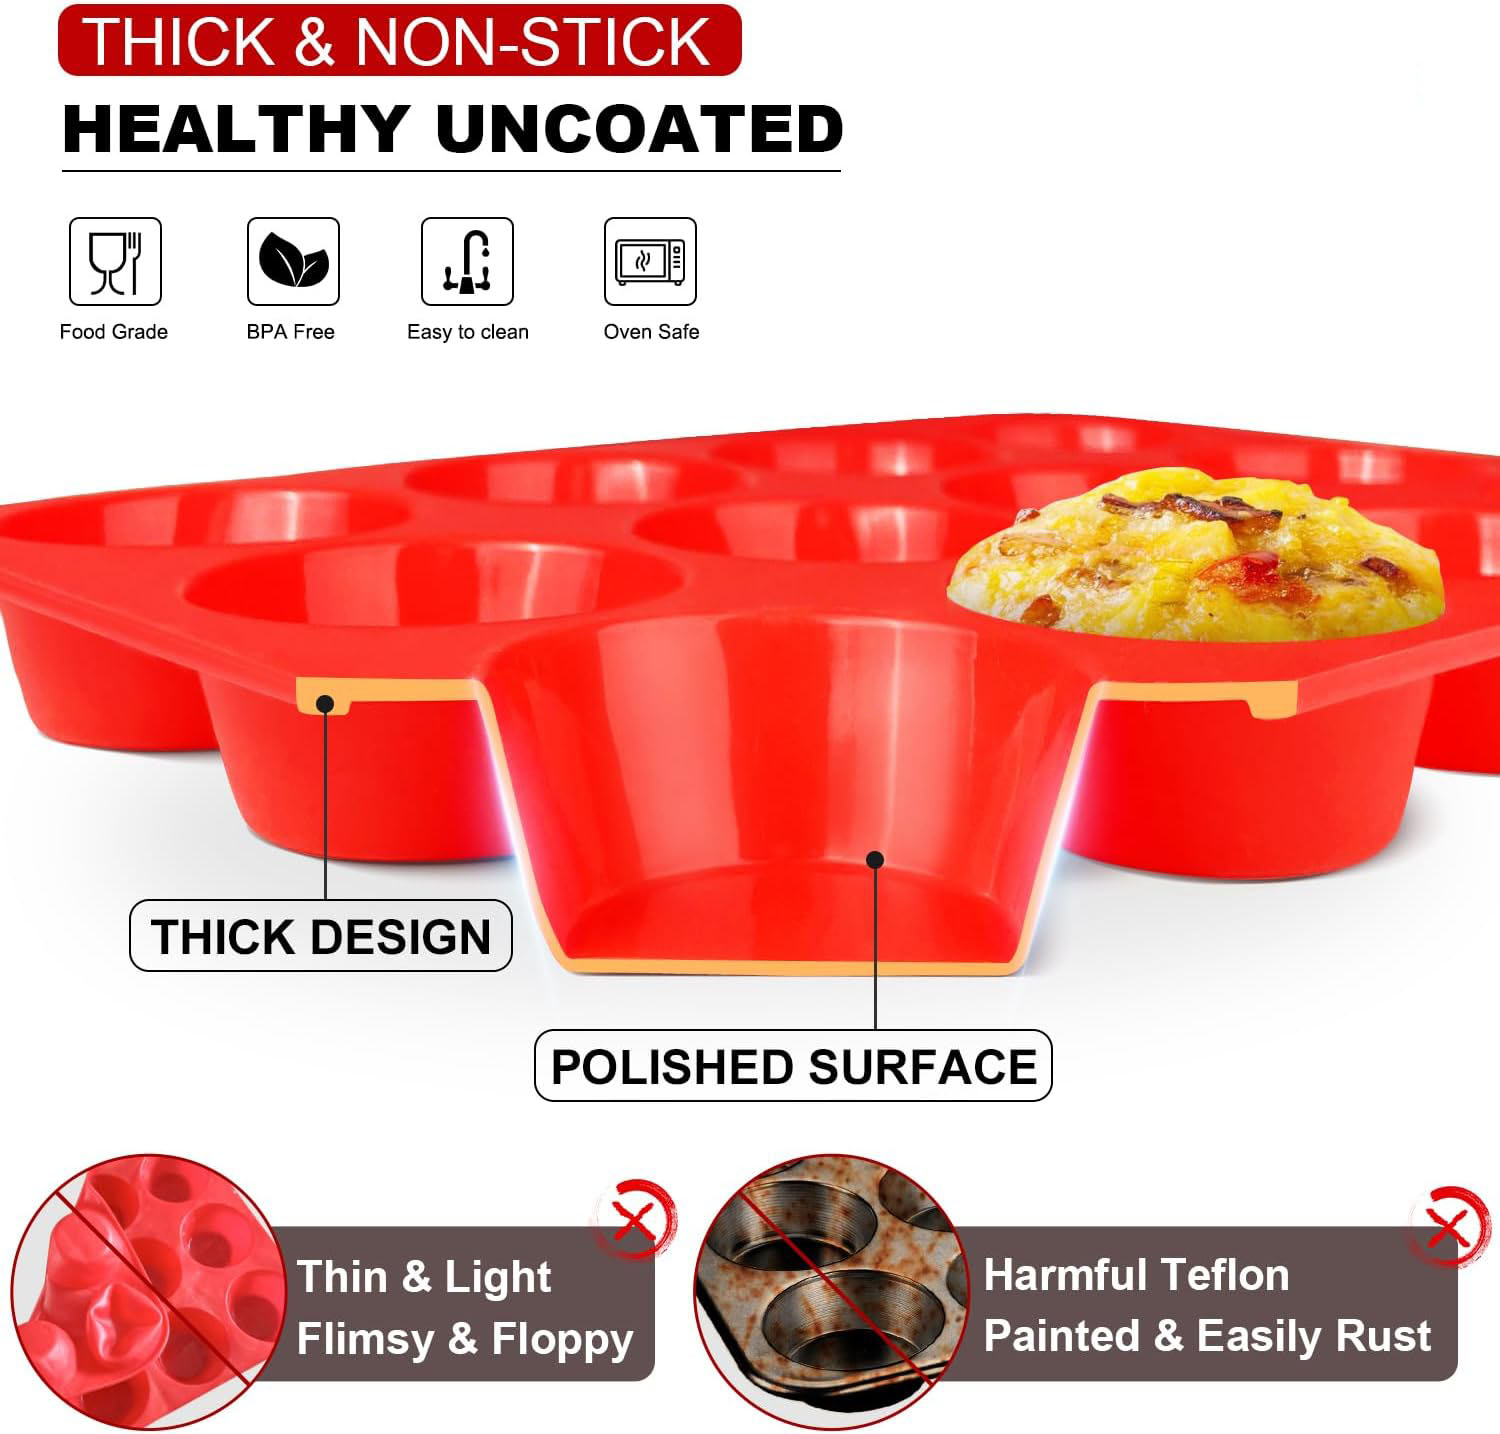 THICK & NON-STICK
HEALTHY UNCOATED
Food Grade
BPA Free
Easy to clean
Oven Safe
THICK DESIGN
POLISHED SURFACE
Thin & Light
Flimsy & Floppy
Harmful Teflon
Painted & Easily Rust